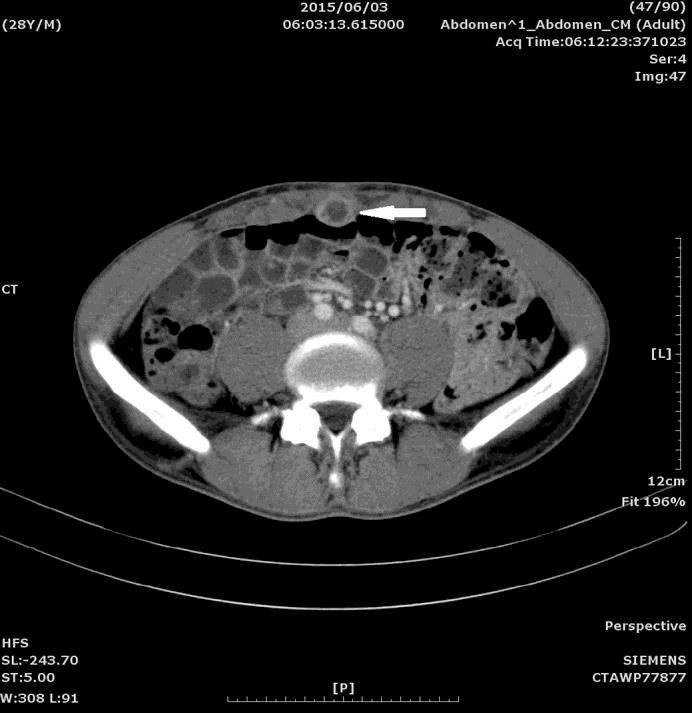 2015/06/03
(47/90)
(28Y/M)
06:03:13.615000
Abdomen^1_Abdomen_CM (Adult)
Acq Time:06:12:23:371023
Ser:4
Img:47
CT
[L]
12cm
Fit 196%
Perspective
HFS
SL:-243.70
SIEMENS
ST:5.00
CTAWP77877
[P]
W:308 L:91